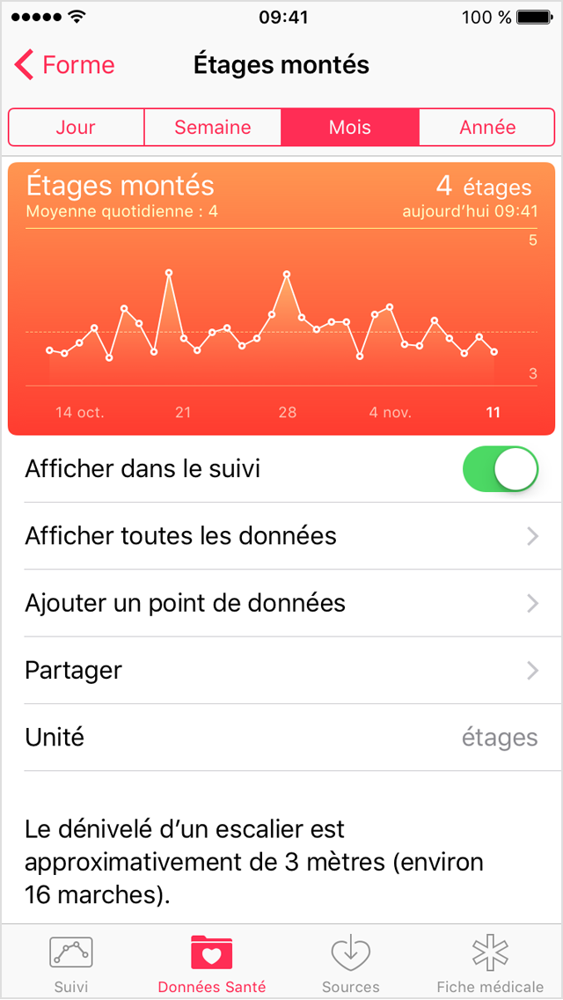 09:41
100 %
Forme
Étages montés
Jour
Semaine
Mois
Année
Étages montés
4 étages
Moyenne quotidienne : 4
aujourd’hui 09:41
5
3
14 oct.
21
28
4 nov.
11
Afficher dans le suivi
Afficher toutes les données
Ajouter un point de données
Partager
Unité
étages
Le dénivelé d’un escalier est
approximativement de 3 mètres (environ
16 marches).
Suivi
Données Santé
Sources
Fiche médicale